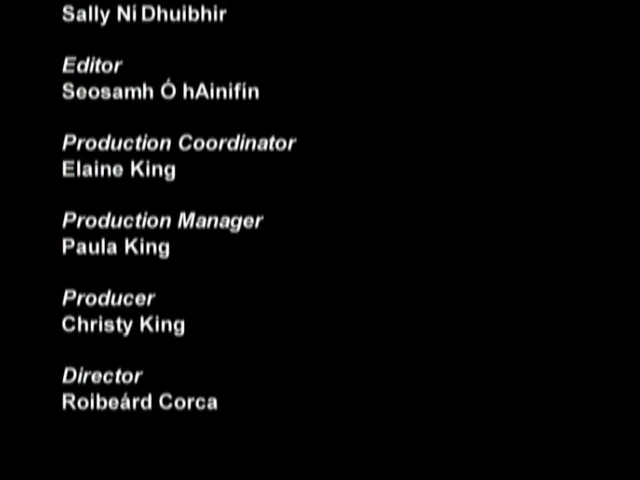 Sally Ní Dhuibhir
Editor
Seosamh Ó hAinifín
Production Coordinator
Elaine King
Production Manager
Paula King
Producer
Christy King
Director
Roibeárd Corca